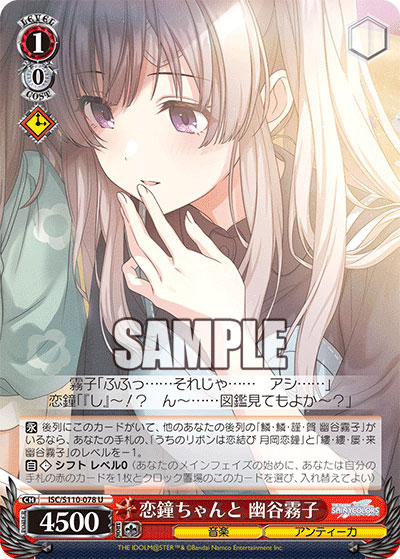 LEVEL
1
0
COST
SAMPLE
霧子「ふふっ……それじゃ…… アシ……」
恋鐘「『し』~!? ん~……図鑑見てもよか~?」
永 後列にこのカードがいて、他のあなたの後列の「鱗・鱗・謹・質 幽谷霧子」が
いるなら、あなたの手札の、「うちのリボンは恋結び 月岡恋鐘」と「縷・縷・屡・来
幽谷霧子」のレベルを-1。
自 シフト レベル0 (あなたのメインフェイズの始めに、あなたは自分の
手札の赤のカードを1枚とクロック置場のこのカードを選び、入れ替えてよい)
CH
ISC/S110-078 U
4500
恋鐘ちゃんと 幽谷霧子
SHINYCOLORS
音楽
アンティーカ
THE IDOLM@STER™&©Bandai Namco Entertainment Inc.